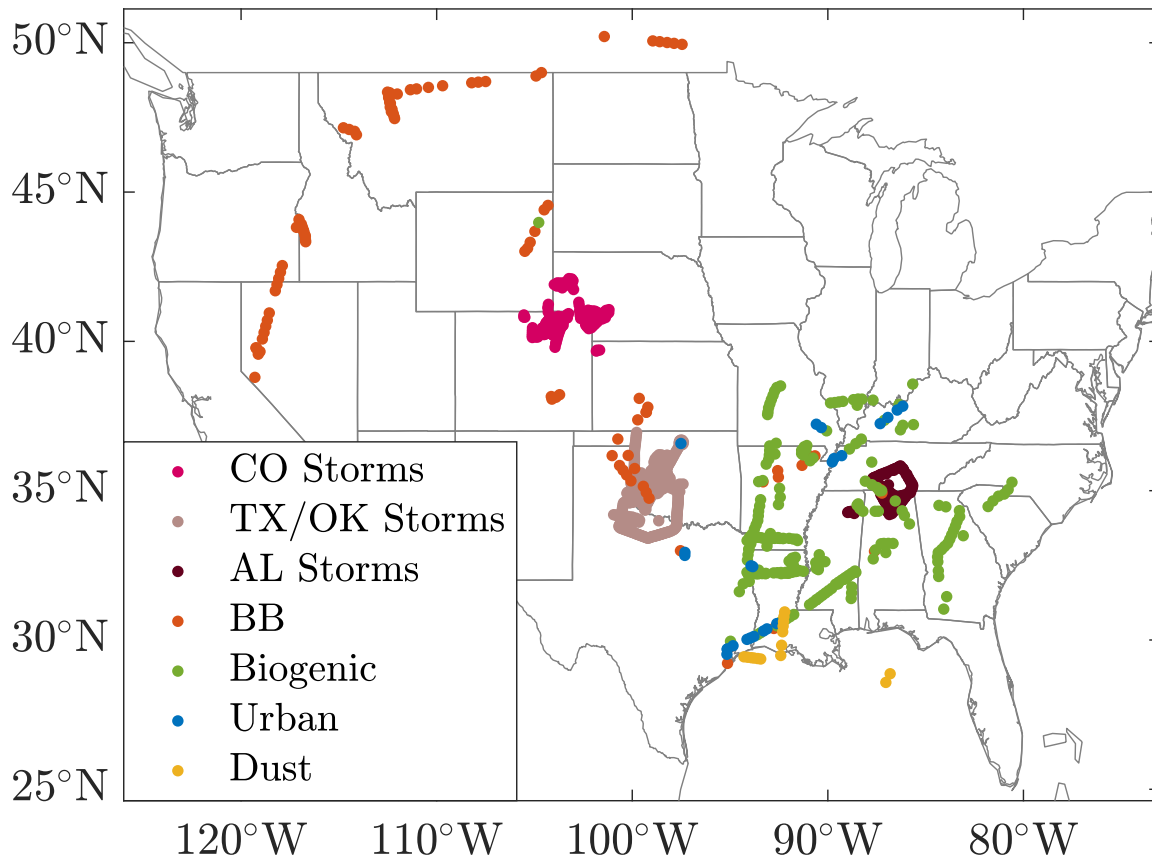 50°N
45°N
40°N
35°N
30°N
25°N
CO Storms
TX/OK Storms
AL Storms
BB
Biogenic
Urban
Dust
120°W 110°W 100°W 90°W 80°W